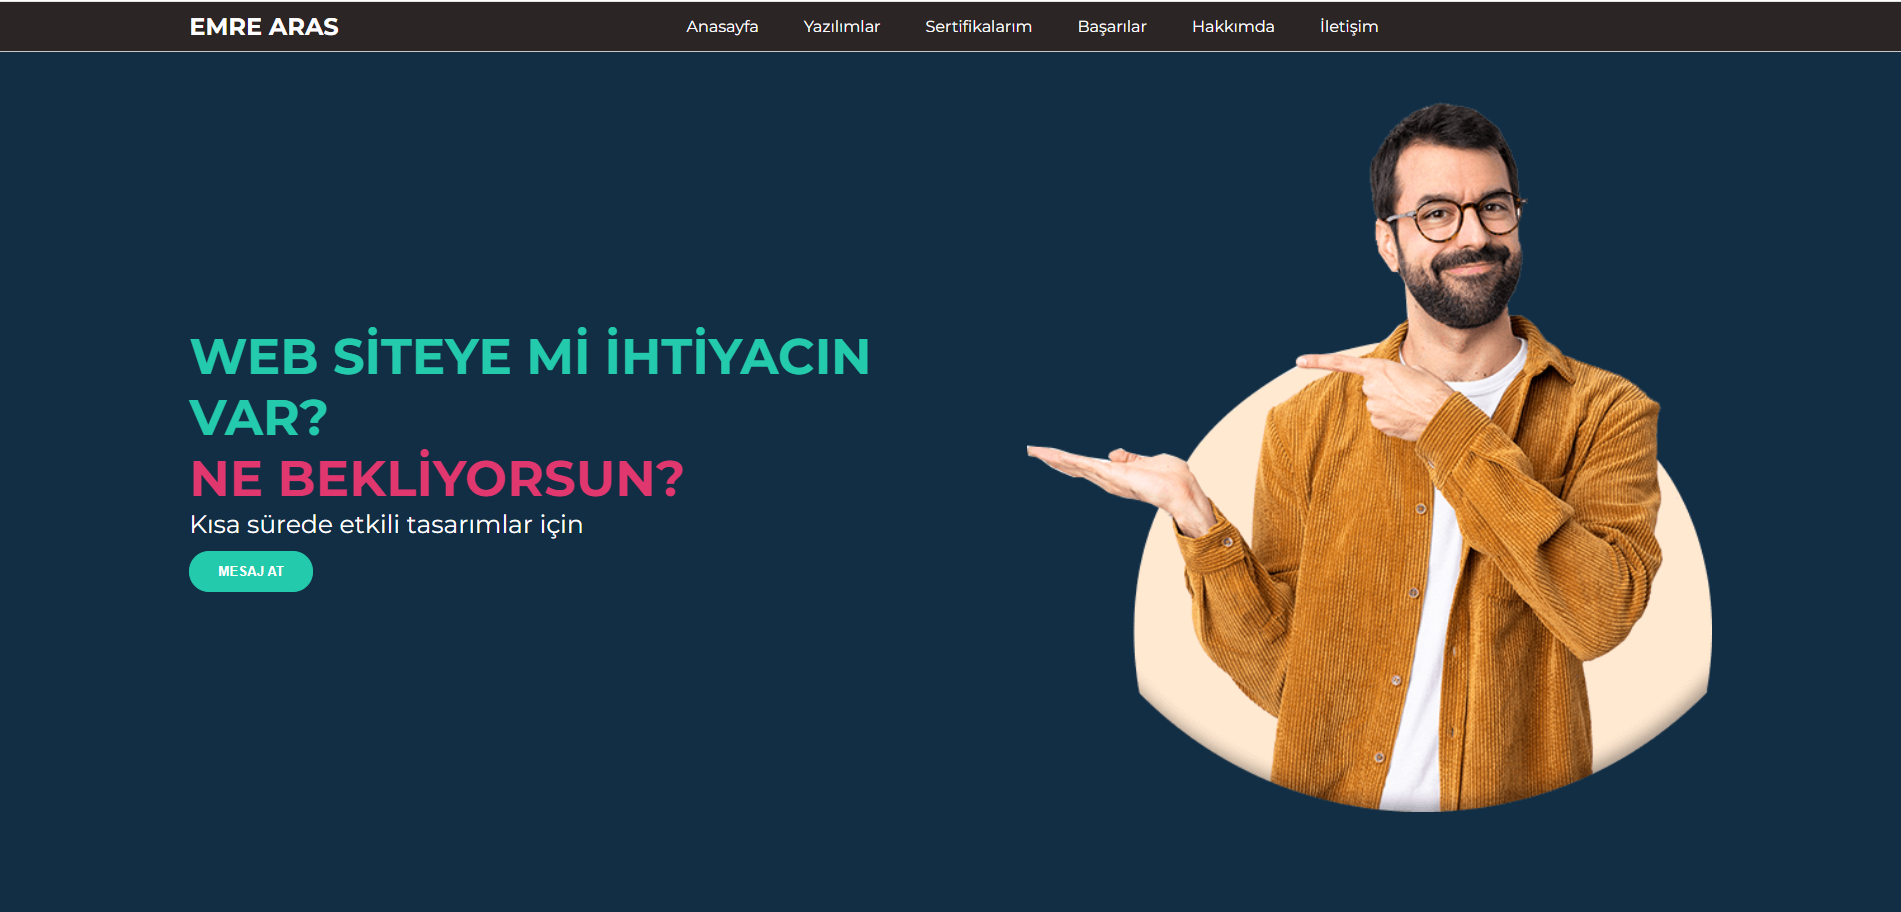 EMRE ARAS
Anasayfa
Yazılımlar
Sertifikalarım
Başarılar
Hakkımda
İletişim
WEB SİTEYE Mİ İHTİYACIN
VAR?
NE BEKLİYORSUN?
Kısa sürede etkili tasarımlar için
MESAJ AT